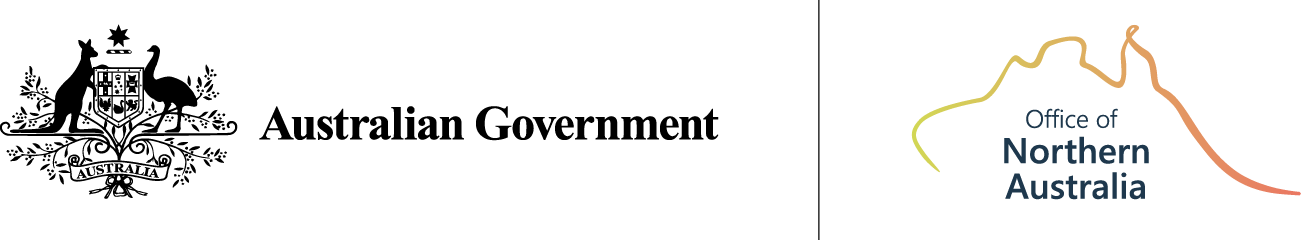 AUSTRALIA
Australian Government
Office of
Northern
Australia